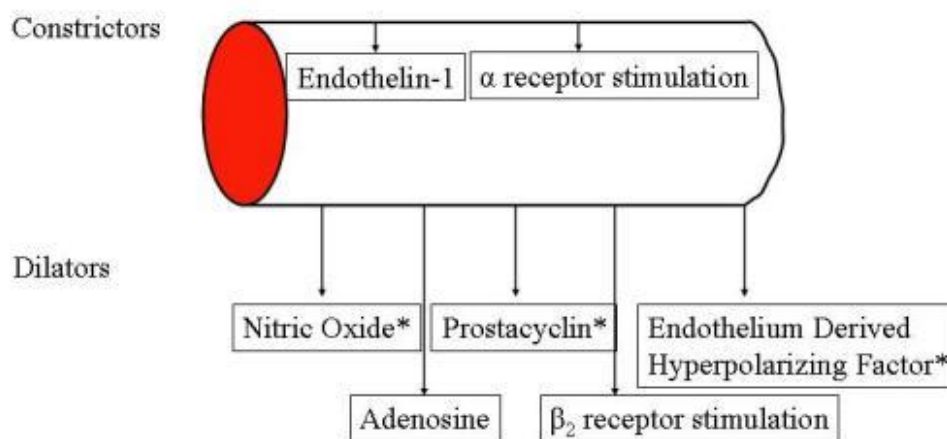 Constrictors
Endothelin-1
α receptor stimulation
Dilators
Nitric Oxide*
Prostacyclin*
Endothelium Derived
Hyperpolarizing Factor*
Adenosine
β₂ receptor stimulation